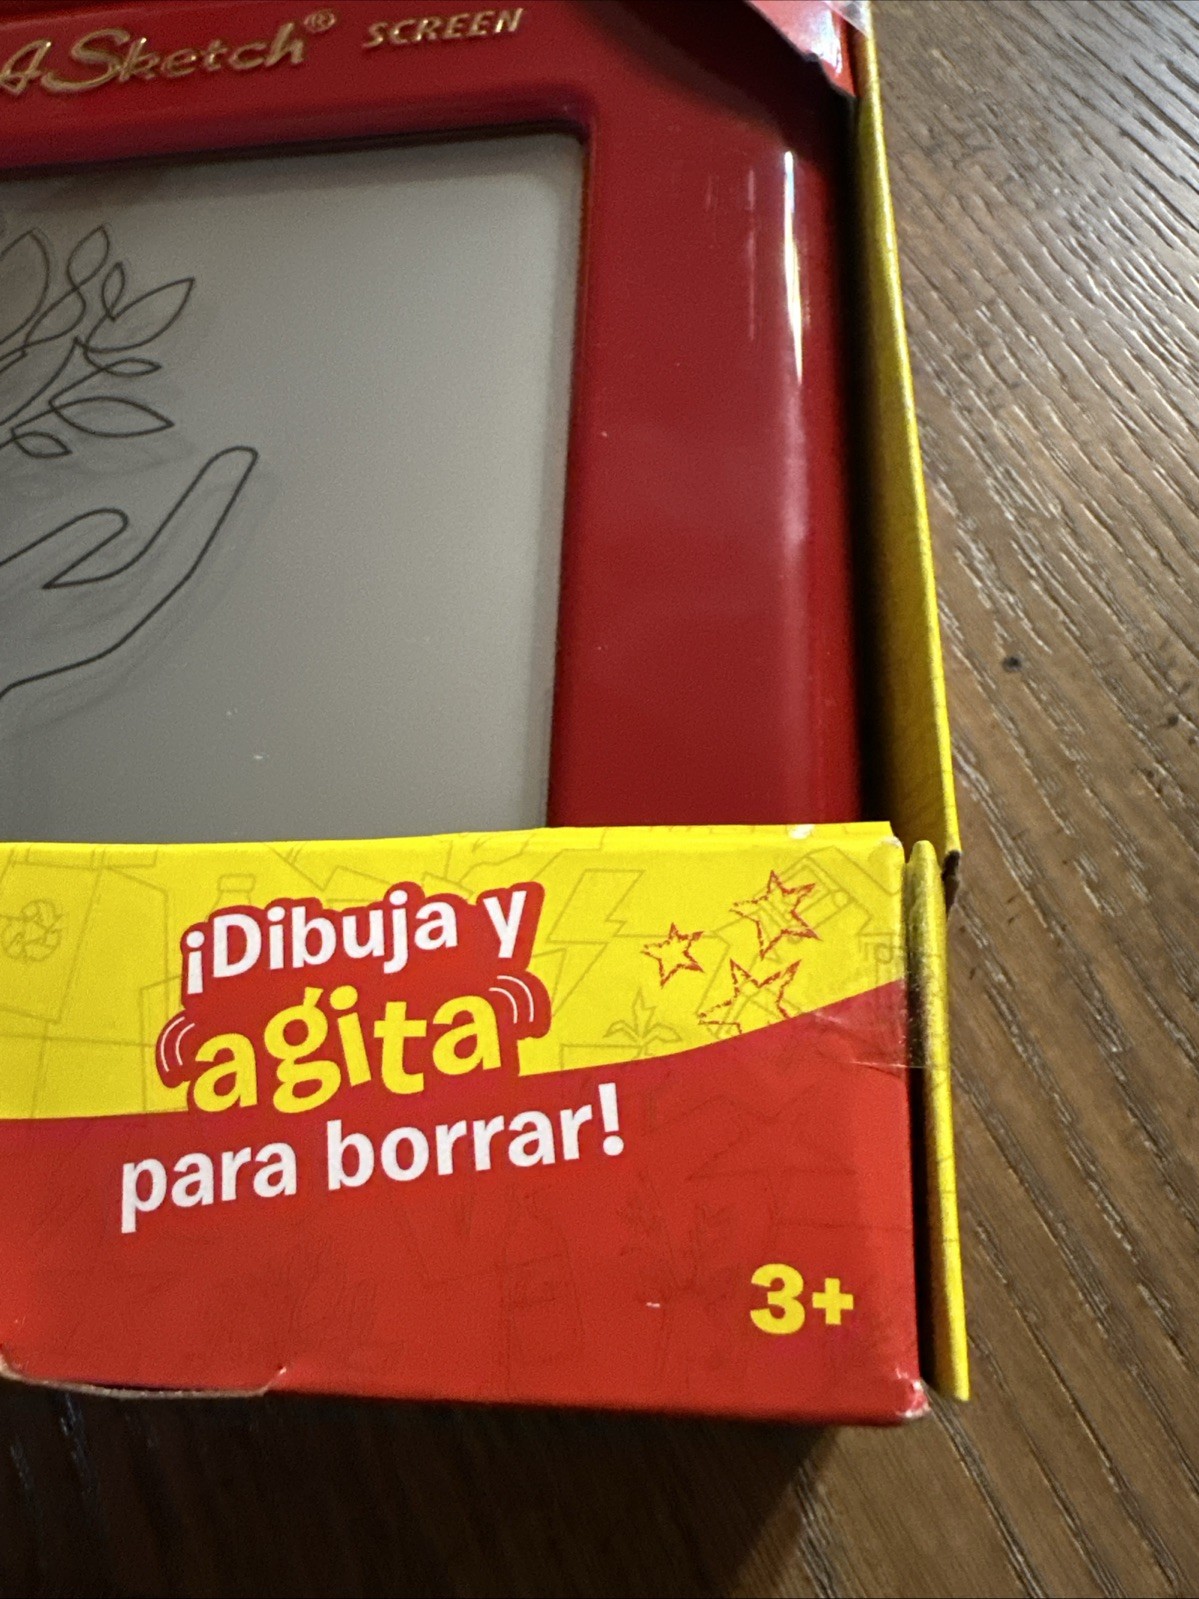 A Sketch® SCREEN
¡Dibuja y
agita
para borrar!
3+